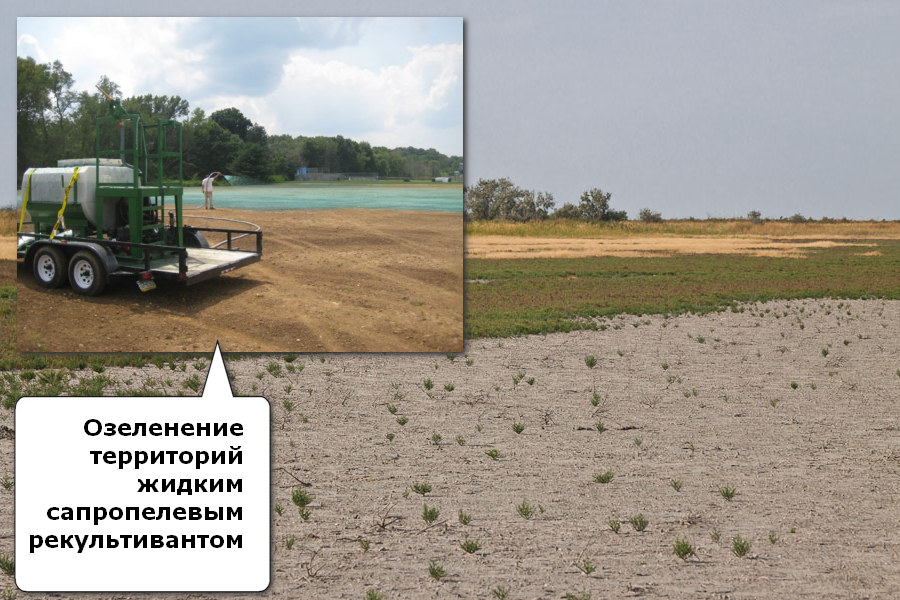 Озеленение
территорий
жидким
сапропелевым
рекультивантом